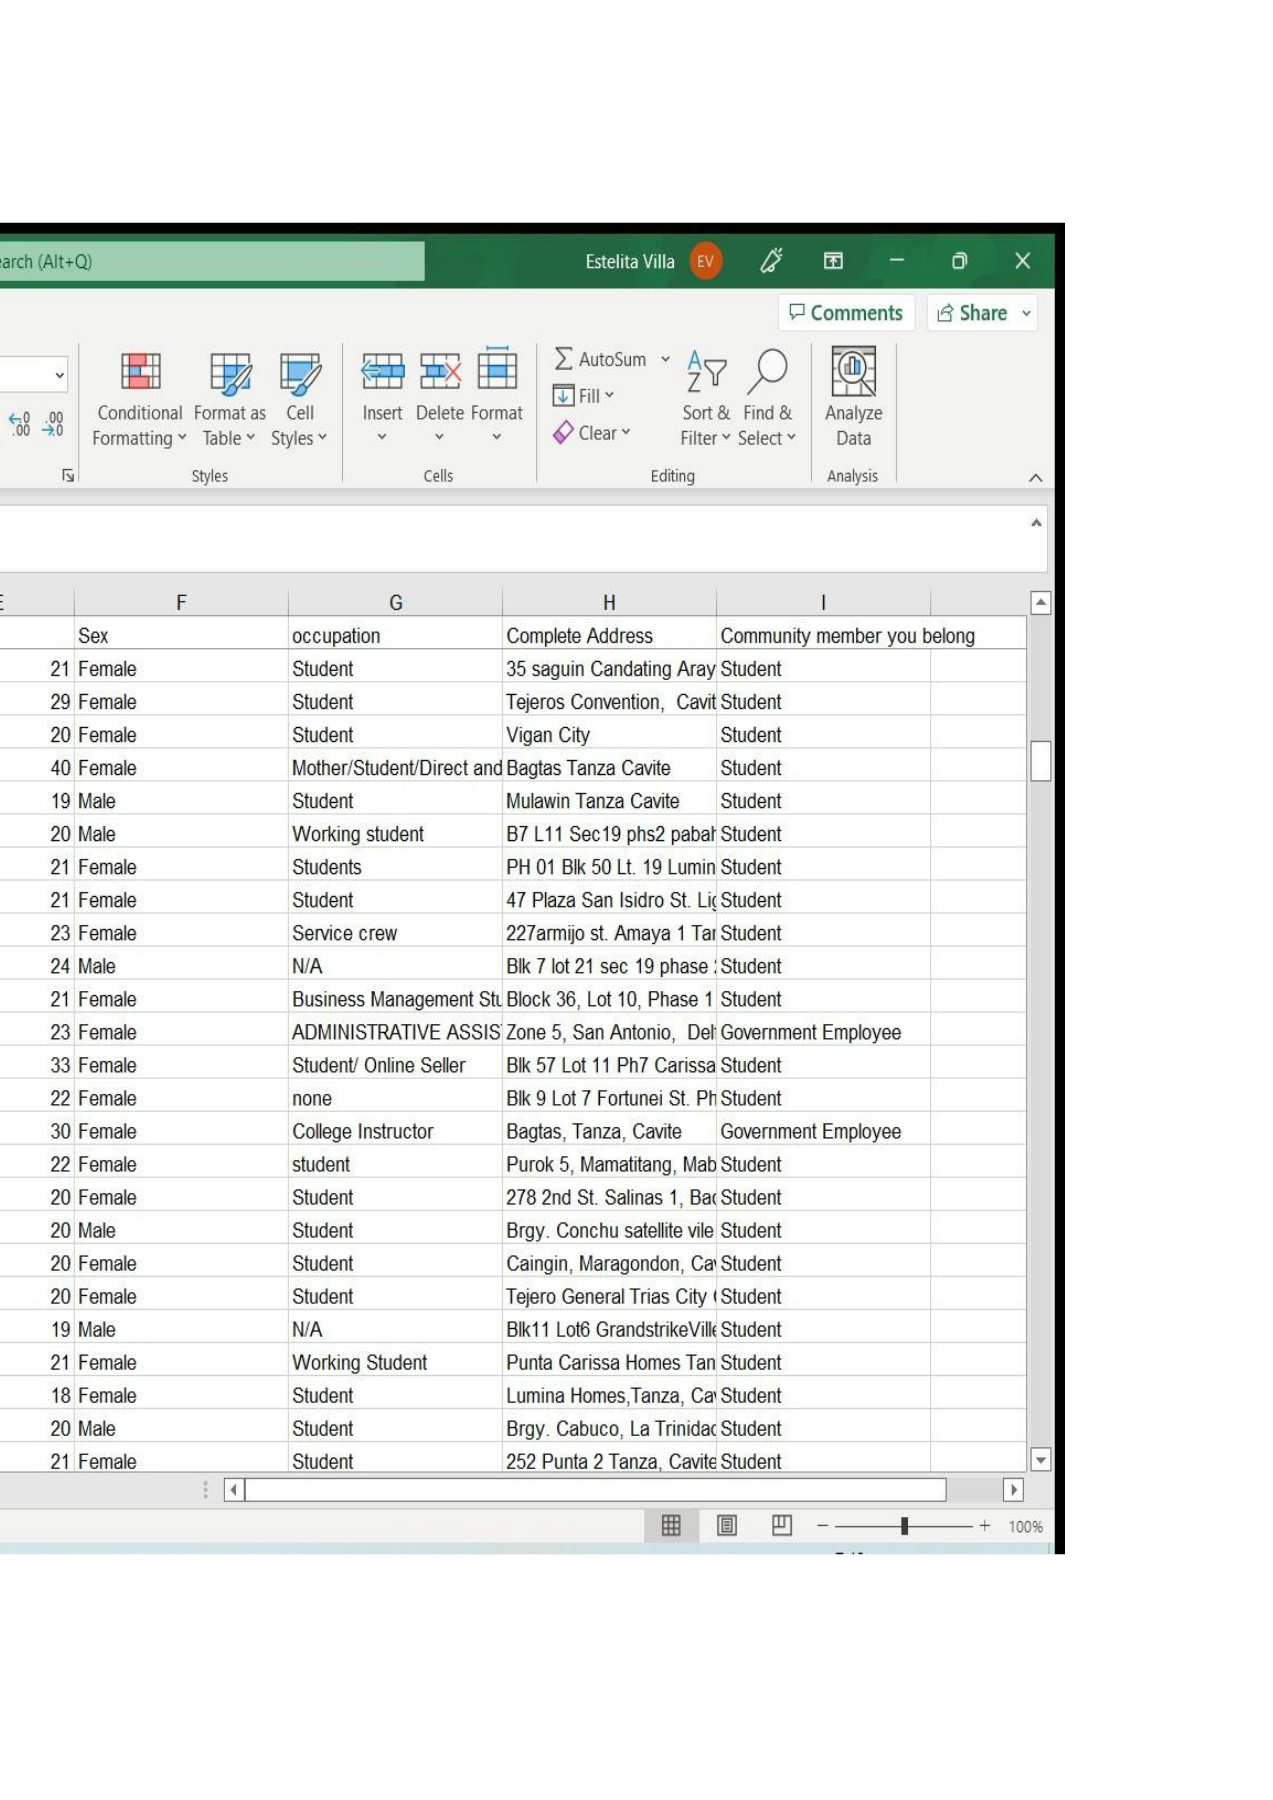 earch (Alt+Q) Estelita Villa EV
Comments Share
AutoSum
Fill
Clear
Conditional Formatting Format as Table Cell Styles Insert Delete Format Sort & Filter Find & Select Analyze Data
Styles Cells Editing Analysis
F G H I
Sex occupation Complete Address Community member you belong
21 Female Student 35 saguin Candating Aray Student
29 Female Student Tejeros Convention, Cavit Student
20 Female Student Vigan City Student
40 Female Mother/Student/Direct and Bagtas Tanza Cavite Student
19 Male Student Mulawin Tanza Cavite Student
20 Male Working student B7 L11 Sec19 phs2 pabah Student
21 Female Students PH 01 Blk 50 Lt. 19 Lumin Student
21 Female Student 47 Plaza San Isidro St. Lig Student
23 Female Service crew 227armijo st. Amaya 1 Tan Student
24 Male N/A Blk 7 lot 21 sec 19 phase Student
21 Female Business Management Stu Block 36, Lot 10, Phase 1 Student
23 Female ADMINISTRATIVE ASSIS Zone 5, San Antonio, Del Government Employee
33 Female Student/ Online Seller Blk 57 Lot 11 Ph7 Carissa Student
22 Female none Blk 9 Lot 7 Fortunei St. Ph Student
30 Female College Instructor Bagtas, Tanza, Cavite Government Employee
22 Female student Purok 5, Mamatitang, Mab Student
20 Female Student 278 2nd St. Salinas 1, Bac Student
20 Male Student Brgy. Conchu satellite vile Student
20 Female Student Caingin, Maragondon, Cav Student
20 Female Student Tejero General Trias City Student
19 Male N/A Blk11 Lot6 GrandstrikeVille Student
21 Female Working Student Punta Carissa Homes Tan Student
18 Female Student Lumina Homes,Tanza, Cav Student
20 Male Student Brgy. Cabuco, La Trinidad Student
21 Female Student 252 Punta 2 Tanza, Cavite Student
100%